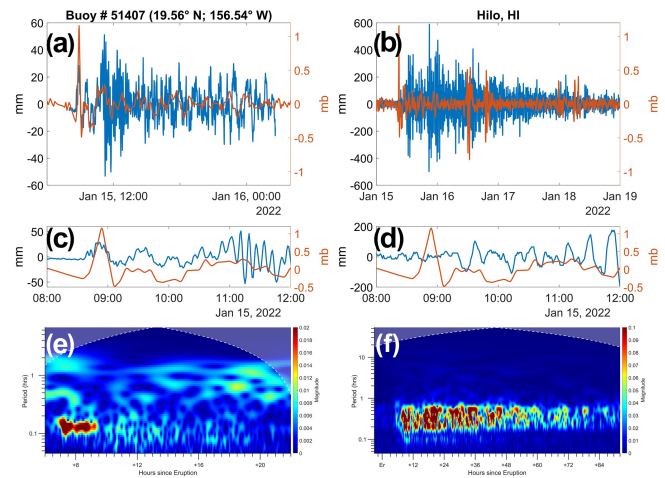 Buoy # 51407 (19.56° N; 156.54° W)
Hilo, HI
(a)
60
40
20
0
-20
-40
-60
mm
1
0.5
0
-0.5
-1
mb
Jan 15, 12:00
Jan 16, 00:00
2022
(b)
600
400
200
0
-200
-400
-600
mm
1
0.5
0
-0.5
-1
mb
Jan 15
Jan 16
Jan 17
Jan 18
Jan 19
2022
(c)
50
0
-50
mm
1
0.5
0
-0.5
mb
08:00
09:00
10:00
11:00
12:00
Jan 15, 2022
(d)
200
0
-200
mm
1
0.5
0
-0.5
mb
08:00
09:00
10:00
11:00
12:00
Jan 15, 2022
(e)
Period (hrs)
1
0.1
+8
+12
+16
+20
Hours since Eruption
0.02
0.018
0.016
0.014
0.012
0.01
0.008
0.006
0.004
0.002
0
Magnitude
(f)
Period (hrs)
10
1
0.1
Er
+12
+24
+36
+48
+60
+72
+84
Hours since Eruption
0.1
0.09
0.08
0.07
0.06
0.05
0.04
0.03
0.02
0.01
0
Magnitude